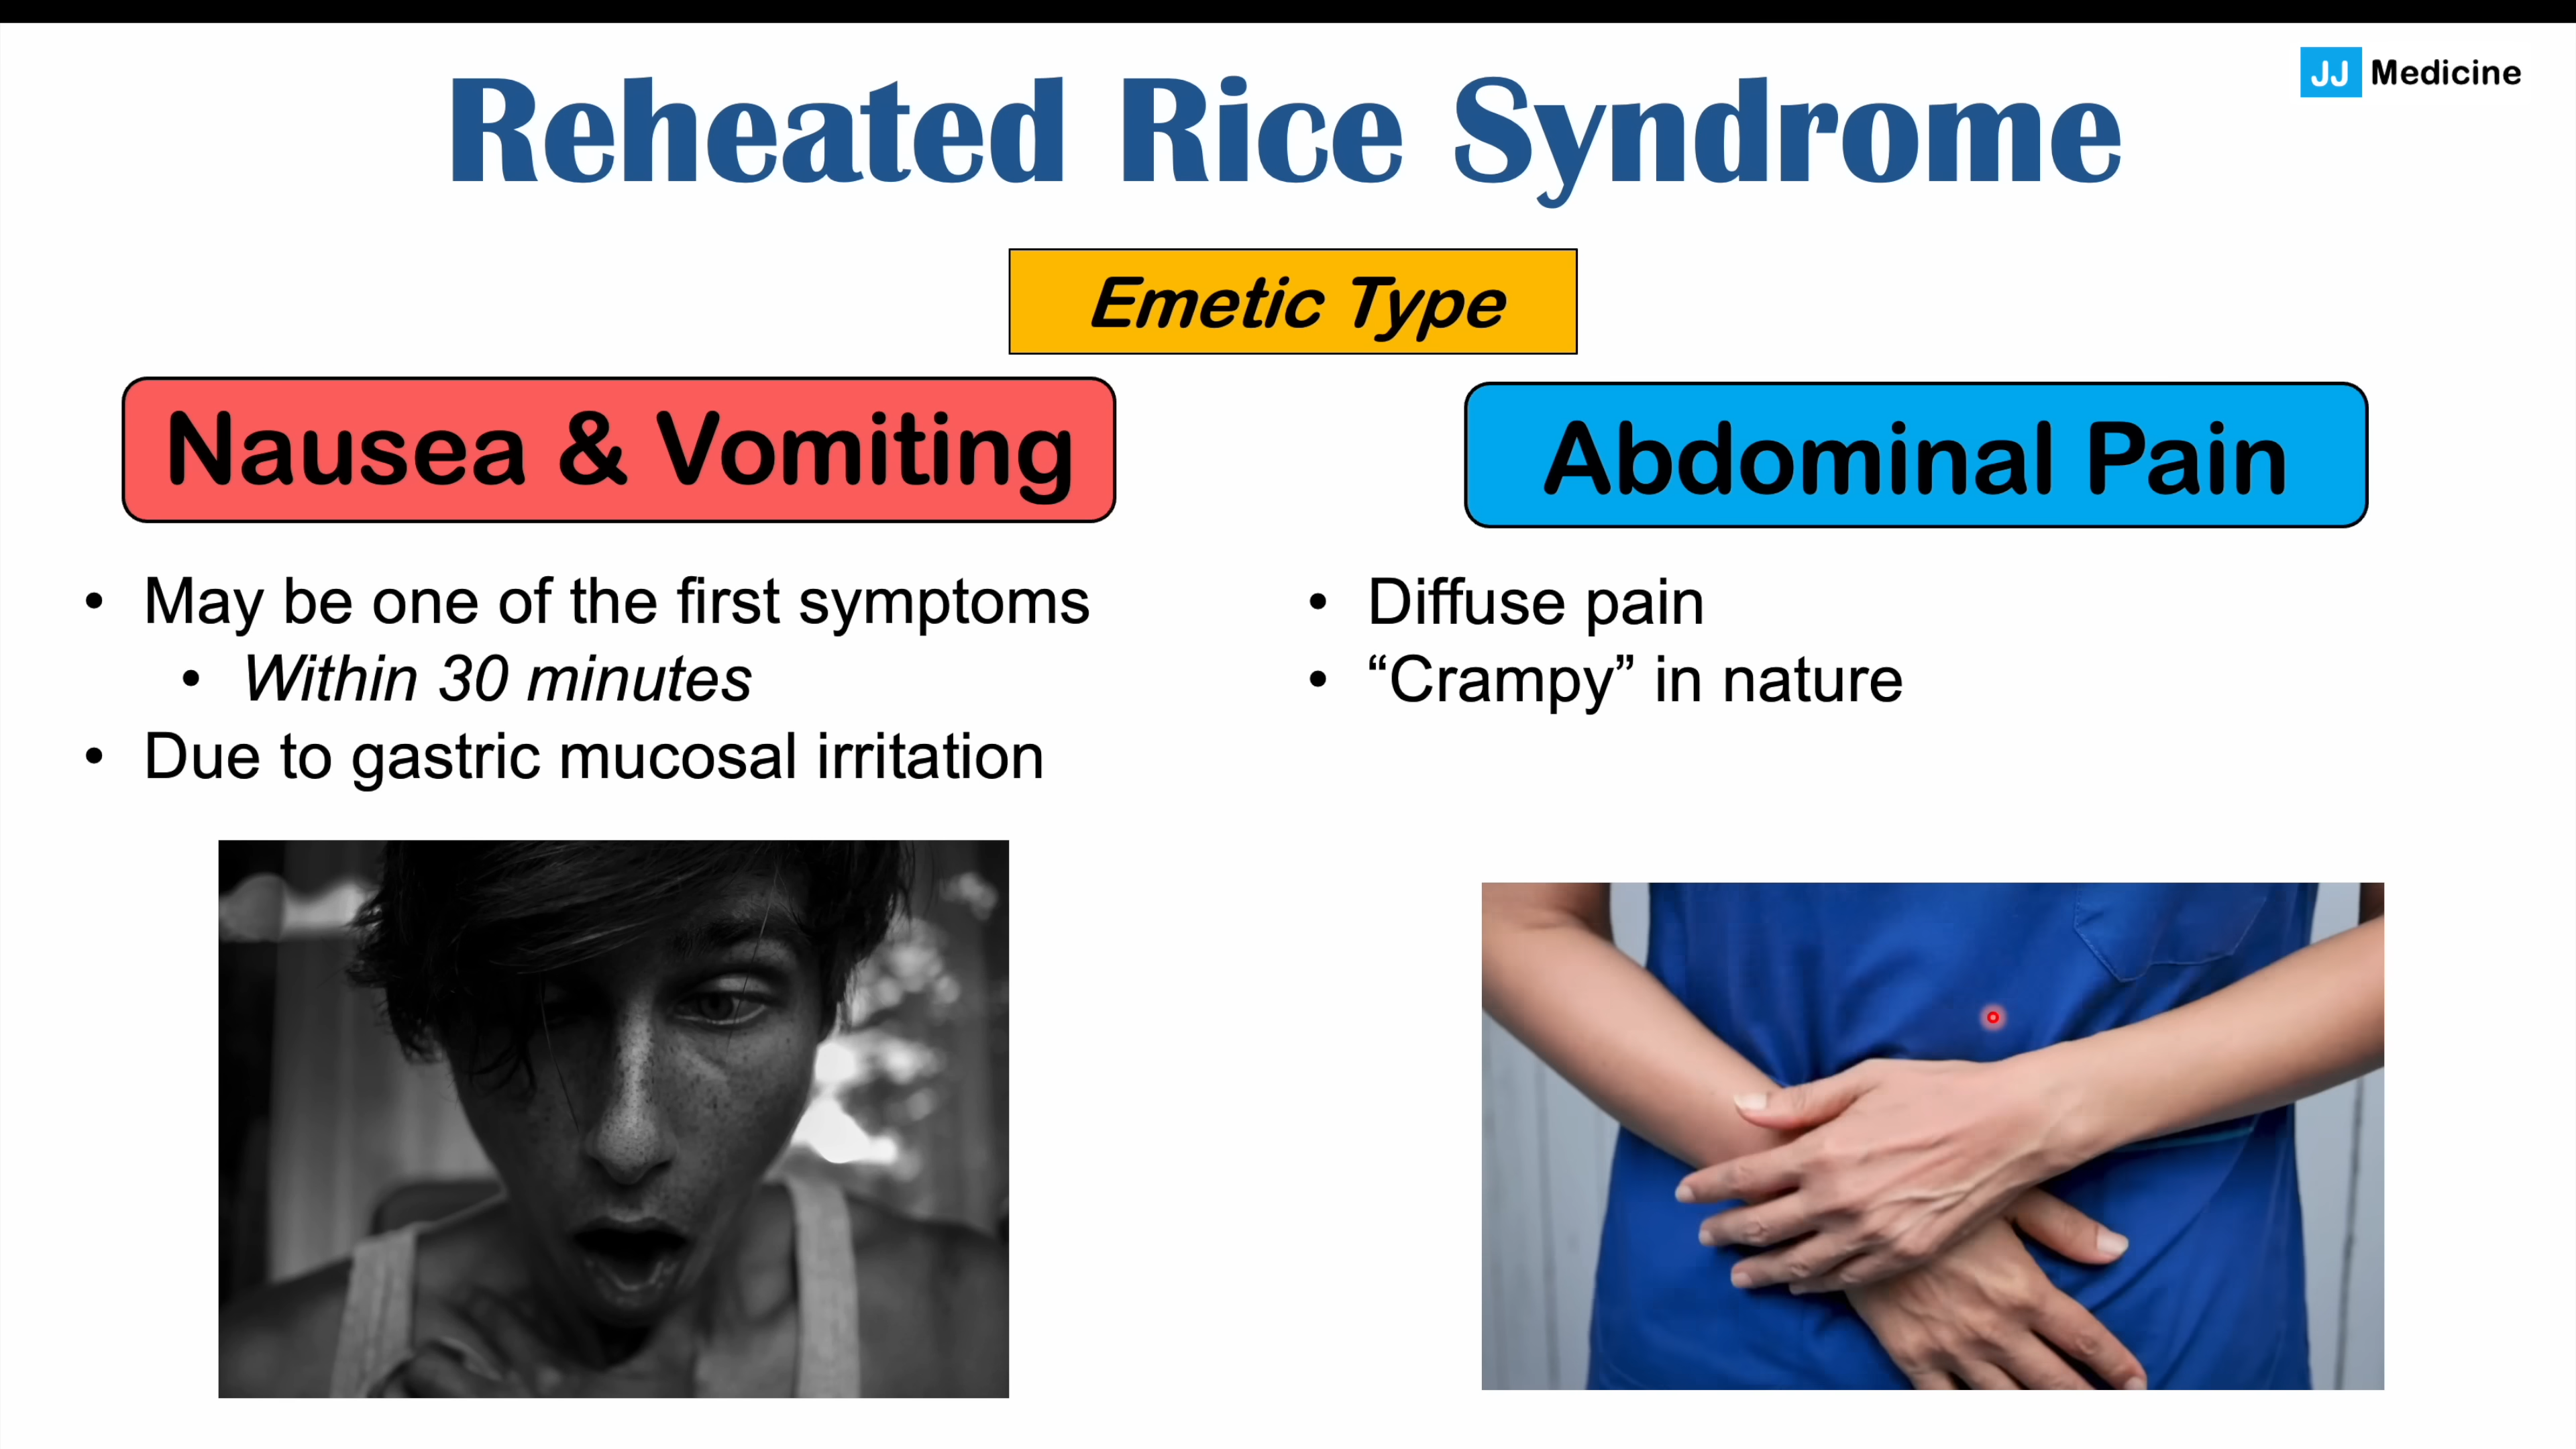 JJ Medicine
Reheated Rice Syndrome
Emetic Type
Nausea & Vomiting
• May be one of the first symptoms
• Within 30 minutes
• Due to gastric mucosal irritation
Abdominal Pain
• Diffuse pain
• “Crampy” in nature